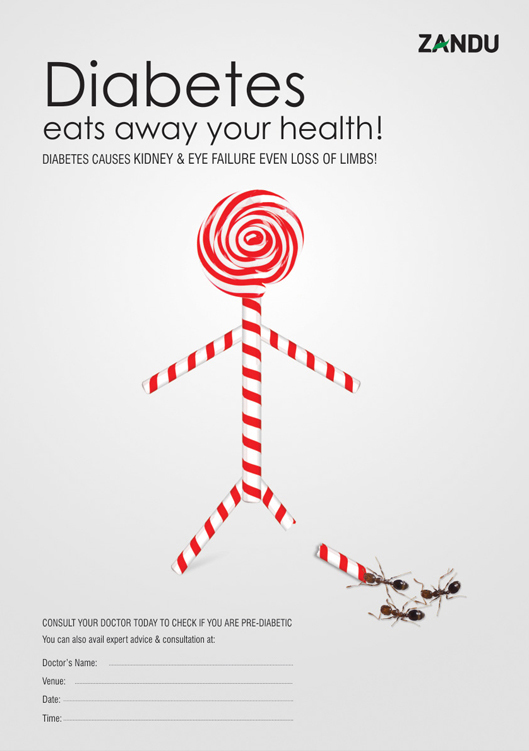 ZANDU
Diabetes
eats away your health!
DIABETES CAUSES KIDNEY & EYE FAILURE EVEN LOSS OF LIMBS!
CONSULT YOUR DOCTOR TODAY TO CHECK IF YOU ARE PRE-DIABETIC
You can also avail expert advice & consultation at:
Doctor's Name:
Venue:
Date:
Time: